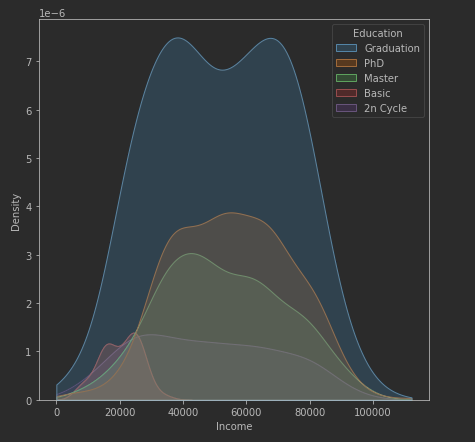 1e−6
Education
Graduation
PhD
Master
Basic
2n Cycle
7
6
5
4
3
2
1
0
Density
0 20000 40000 60000 80000 100000
Income